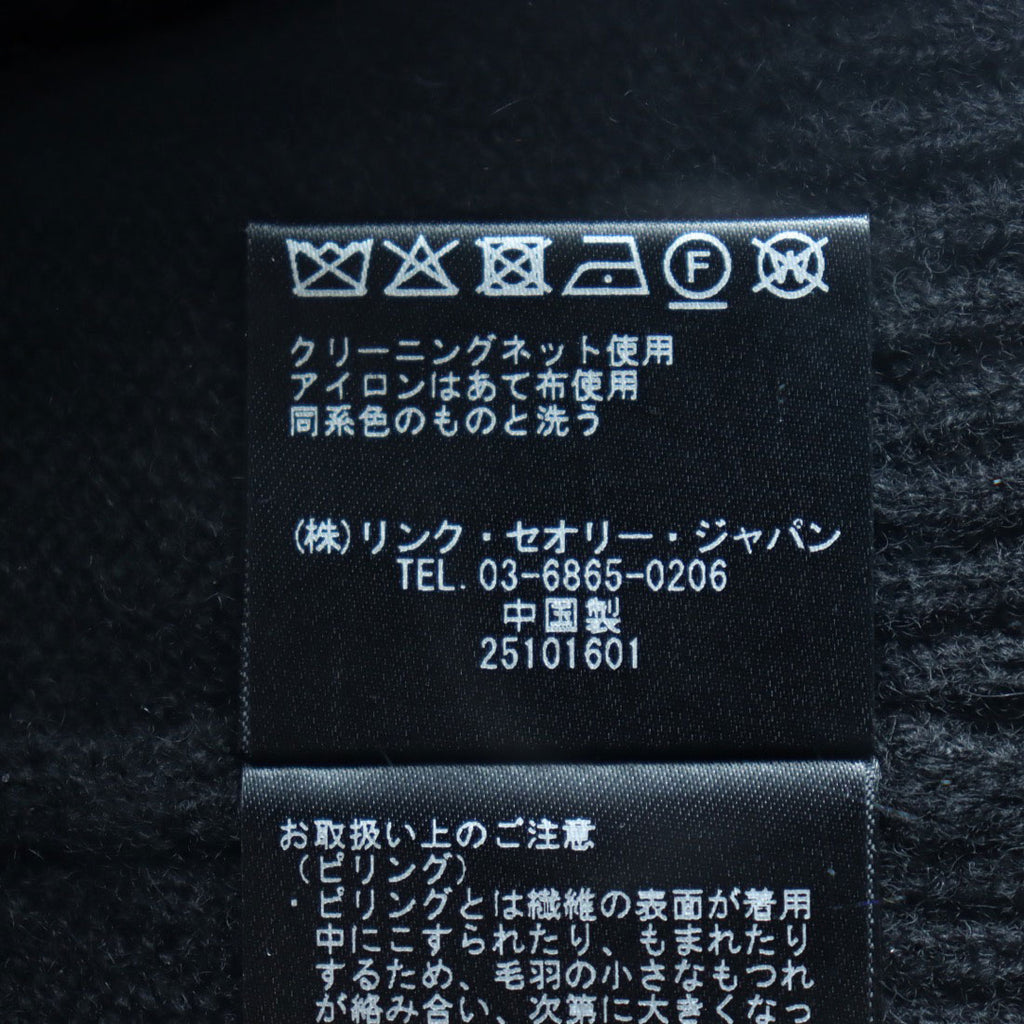 F W
クリーニングネット使用
アイロンはあて布使用
同系色のものと洗う
(株)リンク・セオリー・ジャパン
TEL. 03-6865-0206
中国製
25101601
お取扱い上のご注意
(ピリング)
・ピリングとは繊維の表面が着用
中にこすられたり、もまれたり
するため、毛羽の小さなもつれ
が絡み合い、次第に大きくなっ